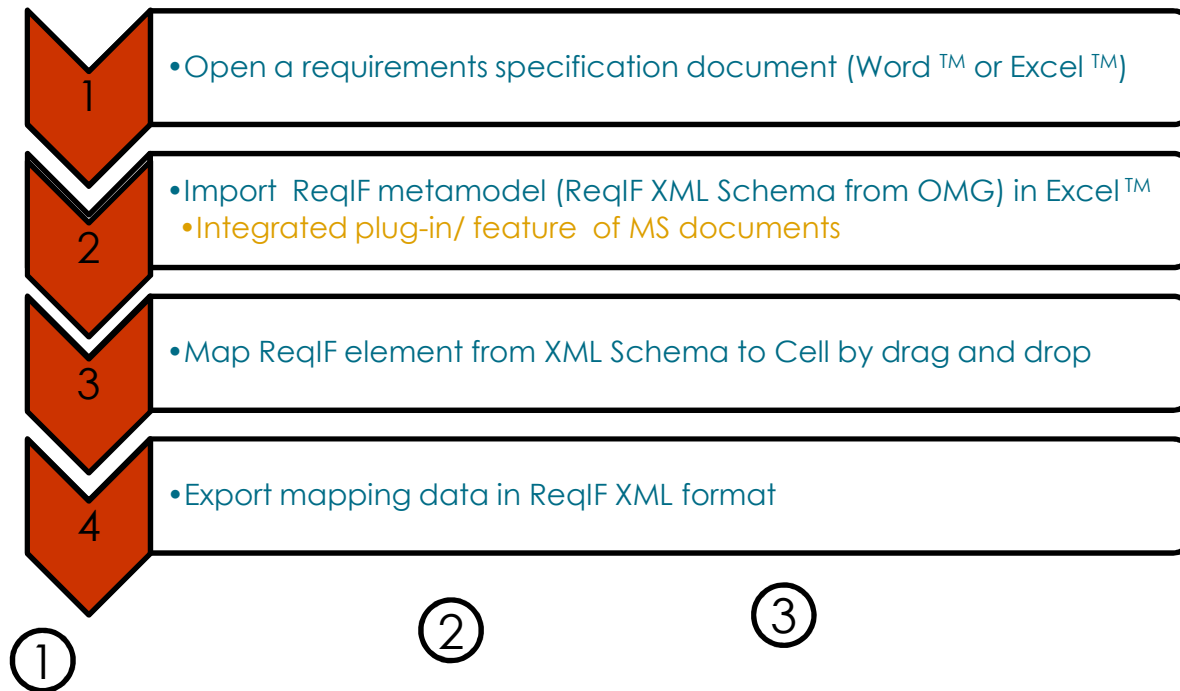 1
•Open a requirements specification document (Word ™ or Excel ™)
2
•Import ReqIF metamodel (ReqIF XML Schema from OMG) in Excel ™
•Integrated plug-in/ feature of MS documents
3
•Map ReqIF element from XML Schema to Cell by drag and drop
4
•Export mapping data in ReqIF XML format
1
2
3